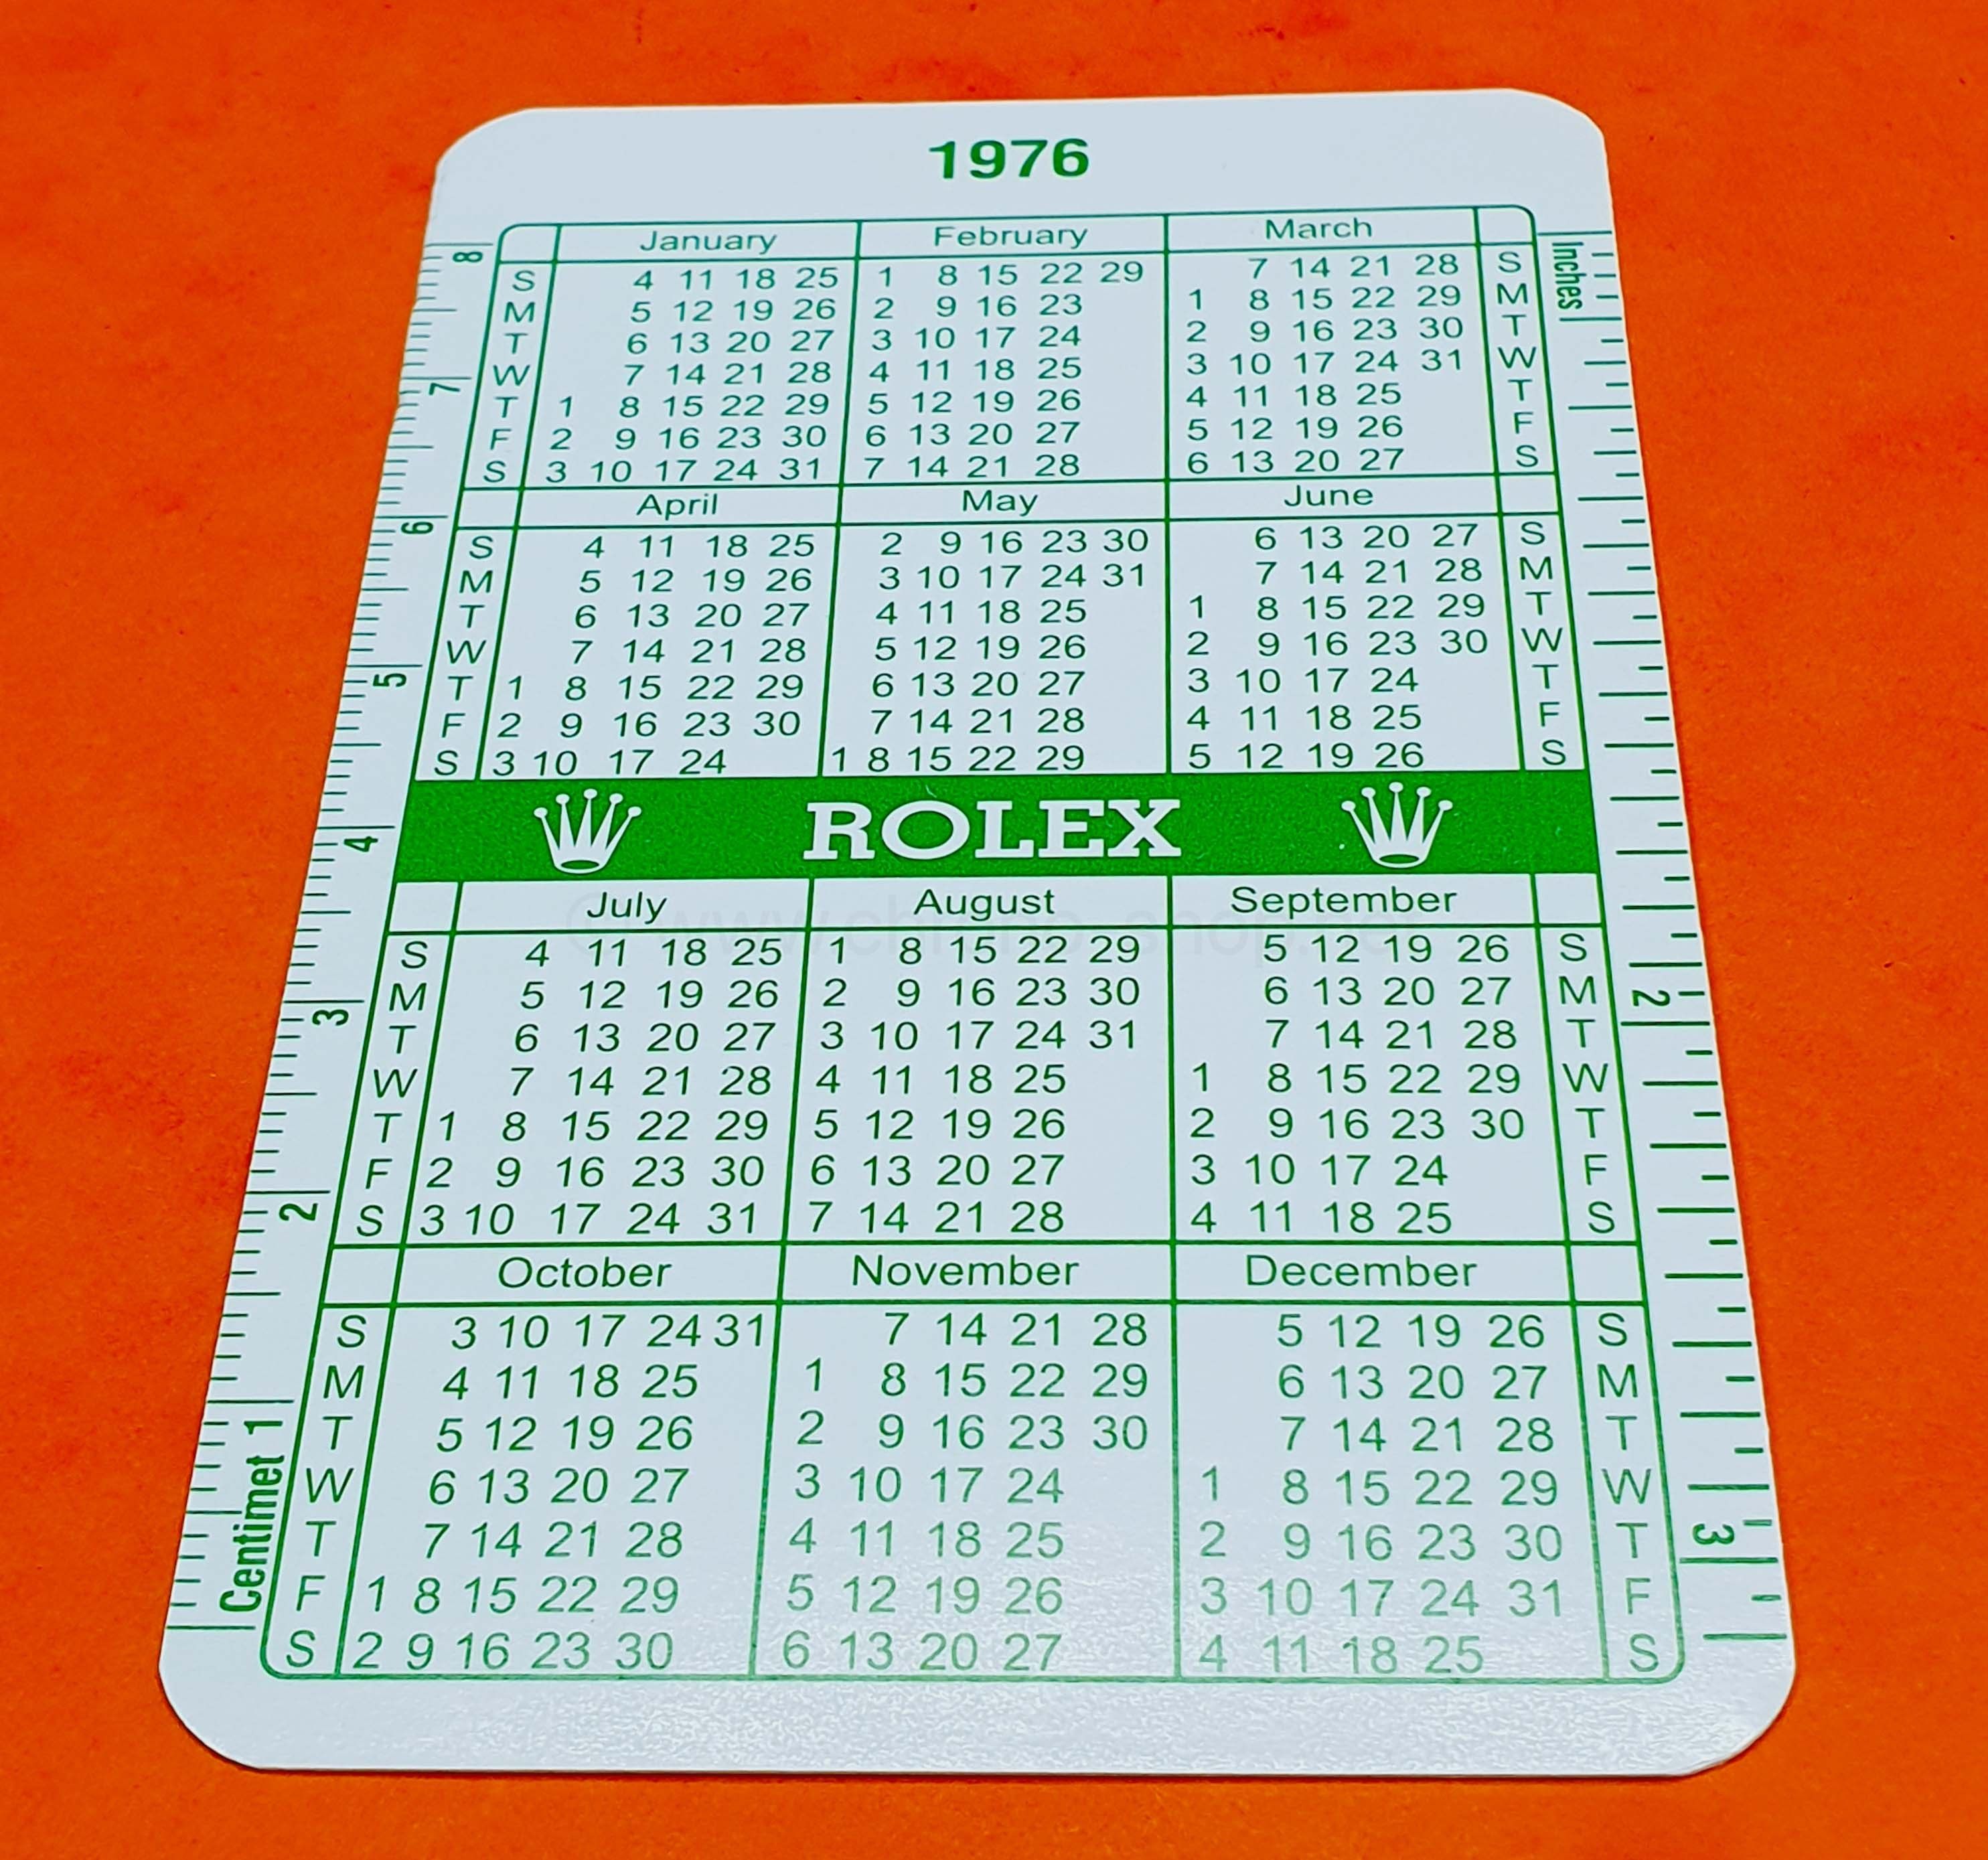 1976
January February March
S 4 11 18 25 1 8 15 22 29 7 14 21 28 S
M 5 12 19 26 2 9 16 23 1 8 15 22 29 M
T 6 13 20 27 3 10 17 24 2 9 16 23 30 T
W 7 14 21 28 4 11 18 25 3 10 17 24 31 W
T 1 8 15 22 29 5 12 19 26 4 11 18 25 T
F 2 9 16 23 30 6 13 20 27 5 12 19 26 F
S 3 10 17 24 31 7 14 21 28 6 13 20 27 S
April May June
S 4 11 18 25 2 9 16 23 30 6 13 20 27 S
M 5 12 19 26 3 10 17 24 31 7 14 21 28 M
T 6 13 20 27 4 11 18 25 1 8 15 22 29 T
W 7 14 21 28 5 12 19 26 2 9 16 23 30 W
T 1 8 15 22 29 6 13 20 27 3 10 17 24 T
F 2 9 16 23 30 7 14 21 28 4 11 18 25 F
S 3 10 17 24 1 8 15 22 29 5 12 19 26 S
ROLEX
July August September
S 4 11 18 25 1 8 15 22 29 5 12 19 26 S
M 5 12 19 26 2 9 16 23 30 6 13 20 27 M
T 6 13 20 27 3 10 17 24 31 7 14 21 28 T
W 7 14 21 28 4 11 18 25 1 8 15 22 29 W
T 1 8 15 22 29 5 12 19 26 2 9 16 23 30 T
F 2 9 16 23 30 6 13 20 27 3 10 17 24 F
S 3 10 17 24 31 7 14 21 28 4 11 18 25 S
October November December
S 3 10 17 24 31 7 14 21 28 5 12 19 26 S
M 4 11 18 25 1 8 15 22 29 6 13 20 27 M
T 5 12 19 26 2 9 16 23 30 7 14 21 28 T
W 6 13 20 27 3 10 17 24 1 8 15 22 29 W
T 7 14 21 28 4 11 18 25 2 9 16 23 30 T
F 1 8 15 22 29 5 12 19 26 3 10 17 24 31 F
S 2 9 16 23 30 6 13 20 27 4 11 18 25 S
Centimet 1 2 3 4 5 6 7 8
Inches 2 3